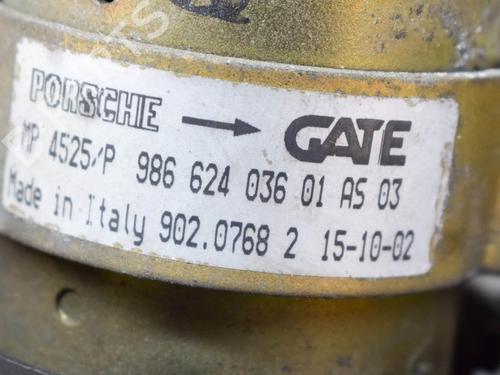 PORSCHE → GATE
MP 4525/P 986 624 036 01 AS 03
Made in Italy 902.0768 2 15-10-02